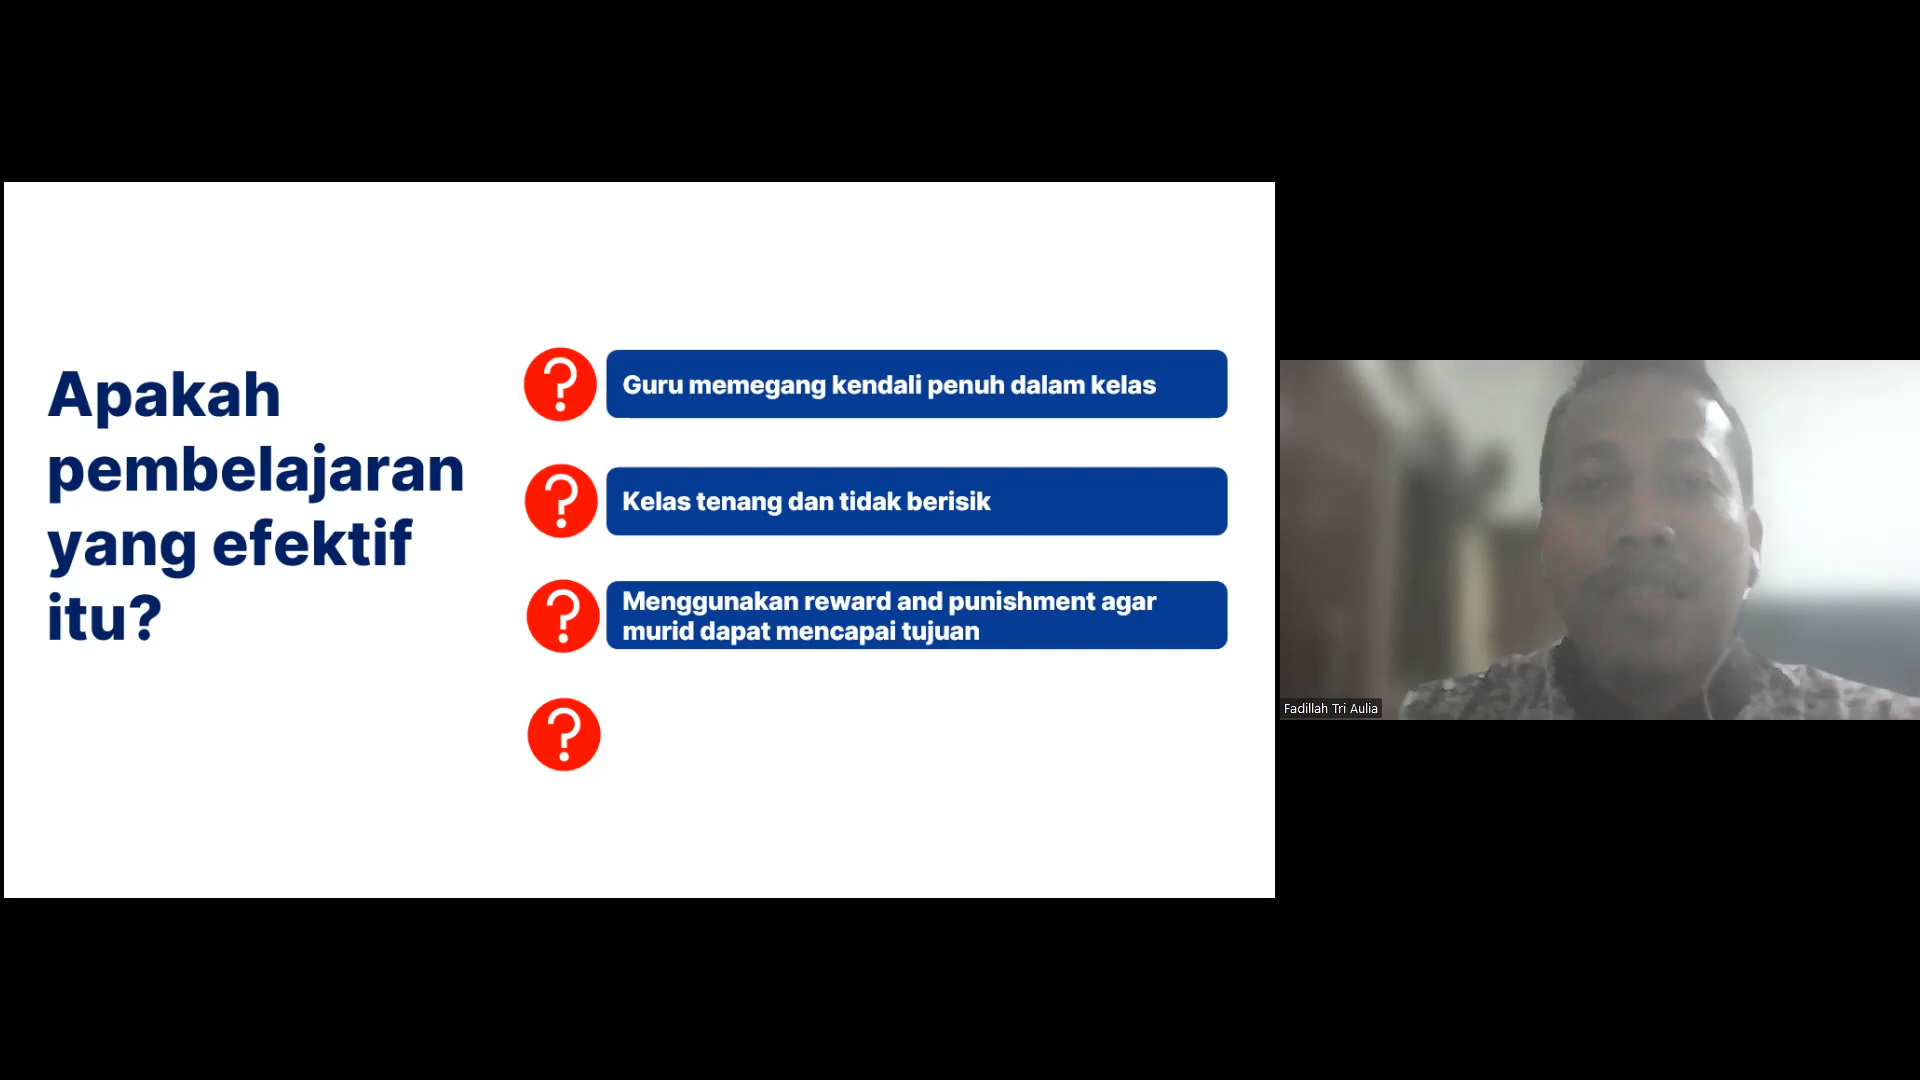 Apakah
pembelajaran
yang efektif
itu?
Guru memegang kendali penuh dalam kelas
Kelas tenang dan tidak berisik
Menggunakan reward and punishment agar
murid dapat mencapai tujuan
Fadillah Tri Aulia